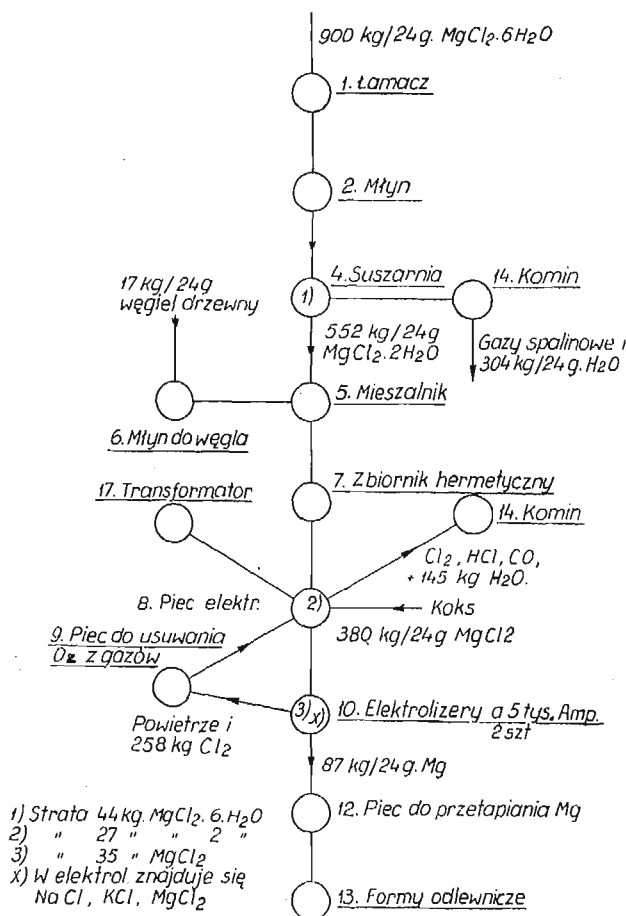 900 kg/24g. MgCl2.6H2O
1. Łamacz
2. Młyn
17 kg/24g
węgiel drzewny
4. Suszarnia
14. Komin
1)
552 kg/24g
MgCl2.2H2O
Gazy spalinowe i
304 kg/24g. H2O
5. Mieszalnik
6. Młyn do węgla
7. Zbiornik hermetyczny
17. Transformator
14. Komin
Cl2, HCl, CO,
+ 145 kg H2O.
8. Piec elektr.
2)
Koks
9. Piec do usuwania
O2 z gazów
380 kg/24g MgCl2
3) x)
10. Elektrolizery a 5 tys. Amp.
2 szt
Powietrze i
258 kg Cl2
87 kg/24g. Mg
1) Strata 44 kg. MgCl2. 6. H2O
2) " 27 " " 2 "
3) " 35 " MgCl2
x) W elektrol. znajduje się
NaCl, KCl, MgCl2
12. Piec do przetapiania Mg
13. Formy odlewnicze